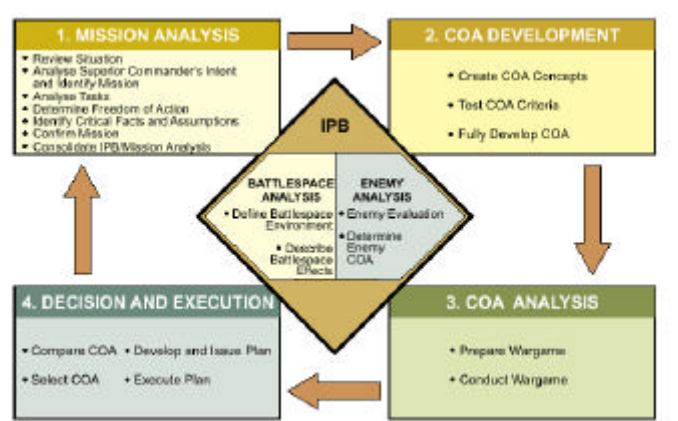 1. MISSION ANALYSIS
• Review Situation
• Analyse Superior Commander's Intent
and Identify Mission
• Analyse Tasks
• Determine Freedom of Action
• Identify Critical Facts and Assumptions
• Confirm Mission
• Consolidate IPB/Mission Analysis
2. COA DEVELOPMENT
• Create COA Concepts
• Test COA Criteria
• Fully Develop COA
IPB
BATTLESPACE
ANALYSIS
• Define Battlespace
Environment
• Describe
Battlespace
Effects
ENEMY
ANALYSIS
• Enemy Evaluation
• Determine
Enemy
COA
3. COA ANALYSIS
• Prepare Wargame
• Conduct Wargame
4. DECISION AND EXECUTION
• Compare COA • Develop and Issue Plan
• Select COA • Execute Plan